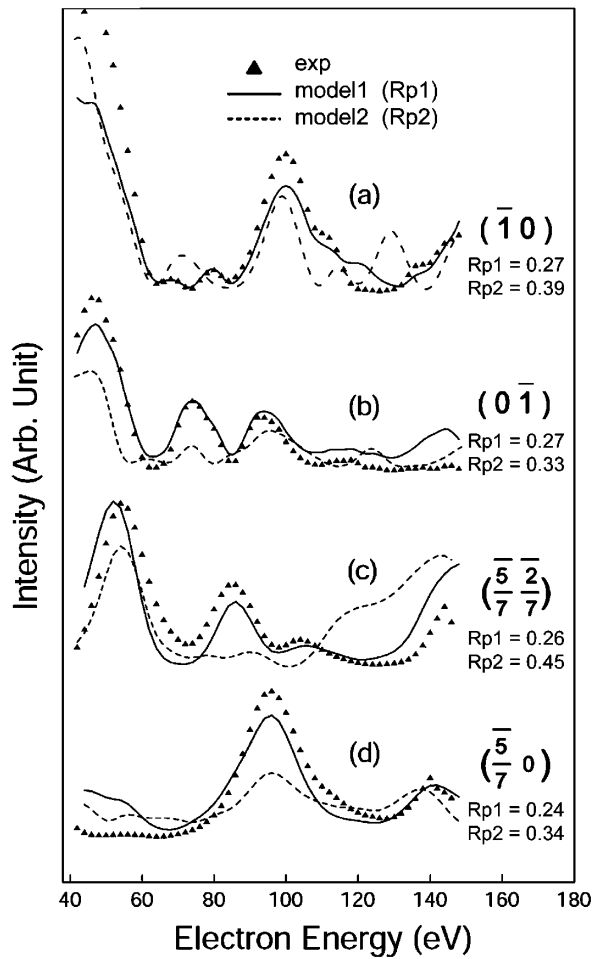 exp
model1 (Rp1)
model2 (Rp2)
(a)
(1̅ 0)
Rp1 = 0.27
Rp2 = 0.39
(b)
(0 1̅)
Rp1 = 0.27
Rp2 = 0.33
(c)
(5̅/7 2̅/7)
Rp1 = 0.26
Rp2 = 0.45
(d)
(5̅/7 0)
Rp1 = 0.24
Rp2 = 0.34
Intensity (Arb. Unit)
40 60 80 100 120 140 160 180
Electron Energy (eV)